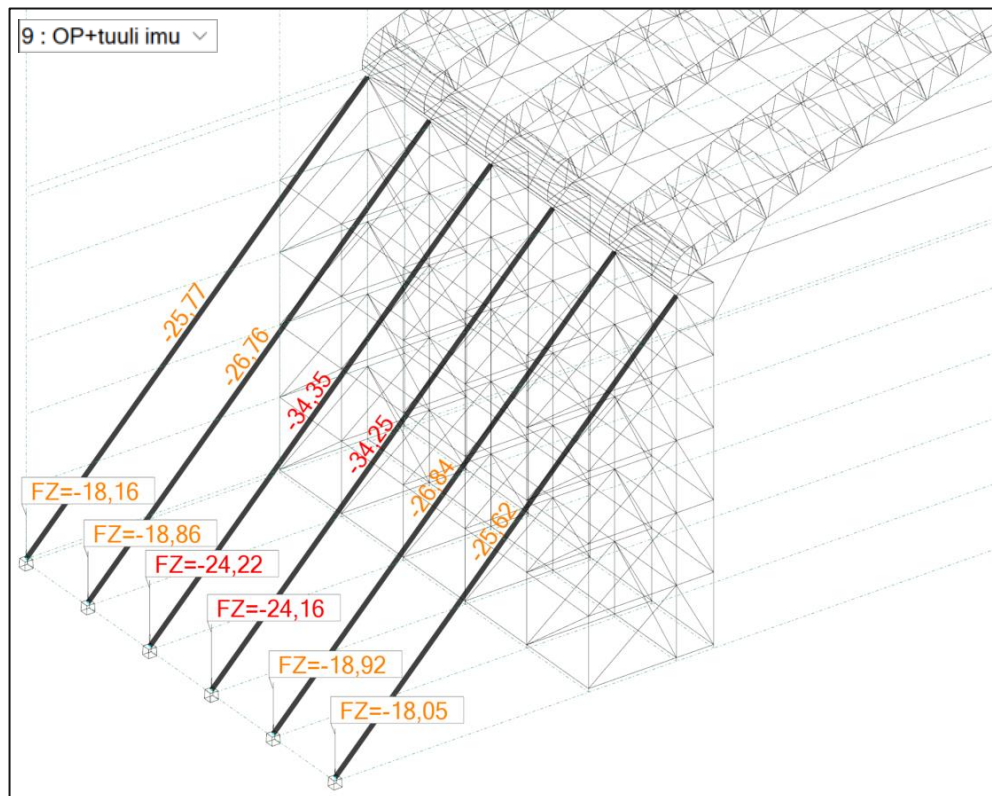 9 : OP+tuuli imu
-25,77
-26,76
-34,35
-34,25
-26,84
-25,62
FZ=-18,16
FZ=-18,86
FZ=-24,22
FZ=-24,16
FZ=-18,92
FZ=-18,05